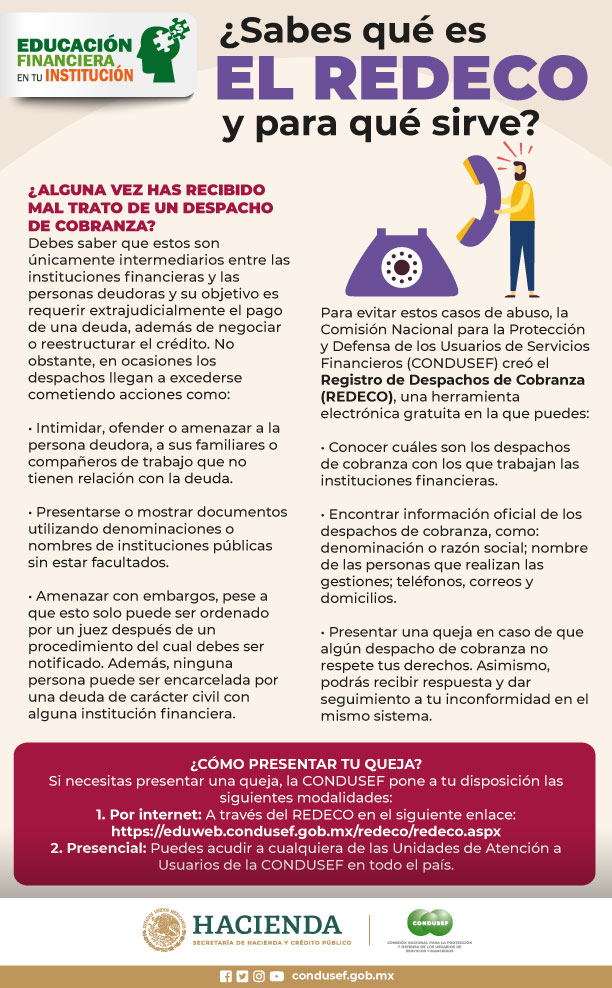 EDUCACIÓN
FINANCIERA
EN TU INSTITUCIÓN
¿Sabes qué es
EL REDECO
y para qué sirve?
¿ALGUNA VEZ HAS RECIBIDO
MAL TRATO DE UN DESPACHO
DE COBRANZA?
Debes saber que estos son
únicamente intermediarios entre las
instituciones financieras y las
personas deudoras y su objetivo es
requerir extrajudicialmente el pago
de una deuda, además de negociar
o reestructurar el crédito. No
obstante, en ocasiones los
despachos llegan a excederse
cometiendo acciones como:
• Intimidar, ofender o amenazar a la
persona deudora, a sus familiares o
compañeros de trabajo que no
tienen relación con la deuda.
• Presentarse o mostrar documentos
utilizando denominaciones o
nombres de instituciones públicas
sin estar facultados.
• Amenazar con embargos, pese a
que esto solo puede ser ordenado
por un juez después de un
procedimiento del cual debes ser
notificado. Además, ninguna
persona puede ser encarcelada por
una deuda de carácter civil con
alguna institución financiera.
Para evitar estos casos de abuso, la
Comisión Nacional para la Protección
y Defensa de los Usuarios de Servicios
Financieros (CONDUSEF) creó el
Registro de Despachos de Cobranza
(REDECO), una herramienta
electrónica gratuita en la que puedes:
• Conocer cuáles son los despachos
de cobranza con los que trabajan las
instituciones financieras.
• Encontrar información oficial de los
despachos de cobranza, como:
denominación o razón social; nombre
de las personas que realizan las
gestiones; teléfonos, correos y
domicilios.
• Presentar una queja en caso de que
algún despacho de cobranza no
respete tus derechos. Asimismo,
podrás recibir respuesta y dar
seguimiento a tu inconformidad en el
mismo sistema.
¿CÓMO PRESENTAR TU QUEJA?
Si necesitas presentar una queja, la CONDUSEF pone a tu disposición las
siguientes modalidades:
1. Por internet: A través del REDECO en el siguiente enlace:
https://eduweb.condusef.gob.mx/redeco/redeco.aspx
2. Presencial: Puedes acudir a cualquiera de las Unidades de Atención a
Usuarios de la CONDUSEF en todo el país.
HACIENDA
SECRETARÍA DE HACIENDA Y CRÉDITO PÚBLICO
CONDUSEF
COMISIÓN NACIONAL PARA LA PROTECCIÓN
Y DEFENSA DE LOS USUARIOS DE
SERVICIOS FINANCIEROS
condusef.gob.mx